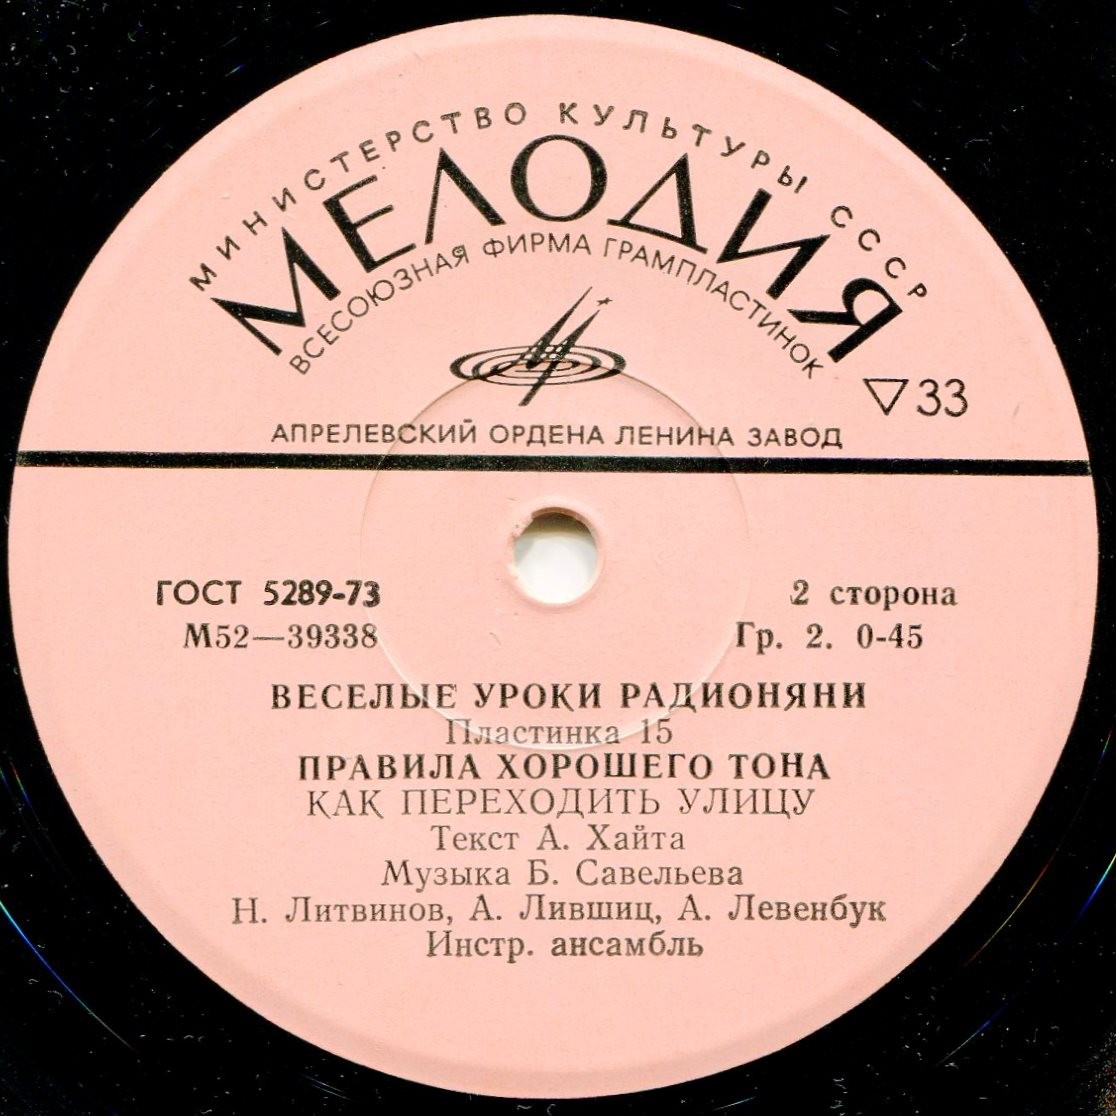 МИНИСТЕРСТВО КУЛЬТУРЫ СССР
МЕЛОДИЯ
ВСЕСОЮЗНАЯ ФИРМА ГРАМПЛАСТИНОК
▽33
АПРЕЛЕВСКИЙ ОРДЕНА ЛЕНИНА ЗАВОД
ГОСТ 5289-73
2 сторона
М52—39338
Гр. 2. 0-45
ВЕСЕЛЫЕ УРОКИ РАДИОНЯНИ
Пластинка 15
ПРАВИЛА ХОРОШЕГО ТОНА
КАК ПЕРЕХОДИТЬ УЛИЦУ
Текст А. Хайта
Музыка Б. Савельева
Н. Литвинов, А. Лившиц, А. Левенбук
Инстр. ансамбль